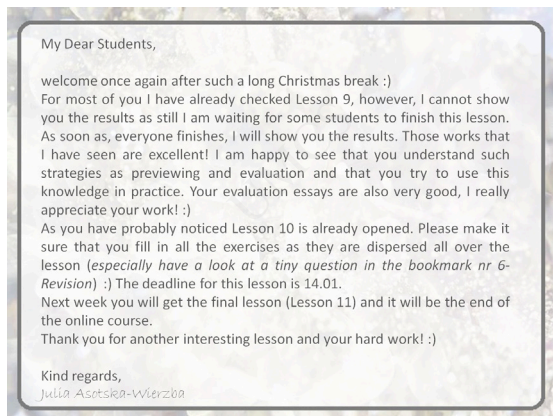 My Dear Students,
welcome once again after such a long Christmas break :)
For most of you I have already checked Lesson 9, however, I cannot show
you the results as still I am waiting for some students to finish this lesson.
As soon as, everyone finishes, I will show you the results. Those works that
I have seen are excellent! I am happy to see that you understand such
strategies as previewing and evaluation and that you try to use this
knowledge in practice. Your evaluation essays are also very good, I really
appreciate your work! :)
As you have probably noticed Lesson 10 is already opened. Please make it
sure that you fill in all the exercises as they are dispersed all over the
lesson (especially have a look at a tiny question in the bookmark nr 6-
Revision) :) The deadline for this lesson is 14.01.
Next week you will get the final lesson (Lesson 11) and it will be the end of
the online course.
Thank you for another interesting lesson and your hard work! :)
Kind regards,
Julia Asotska-Wierzba